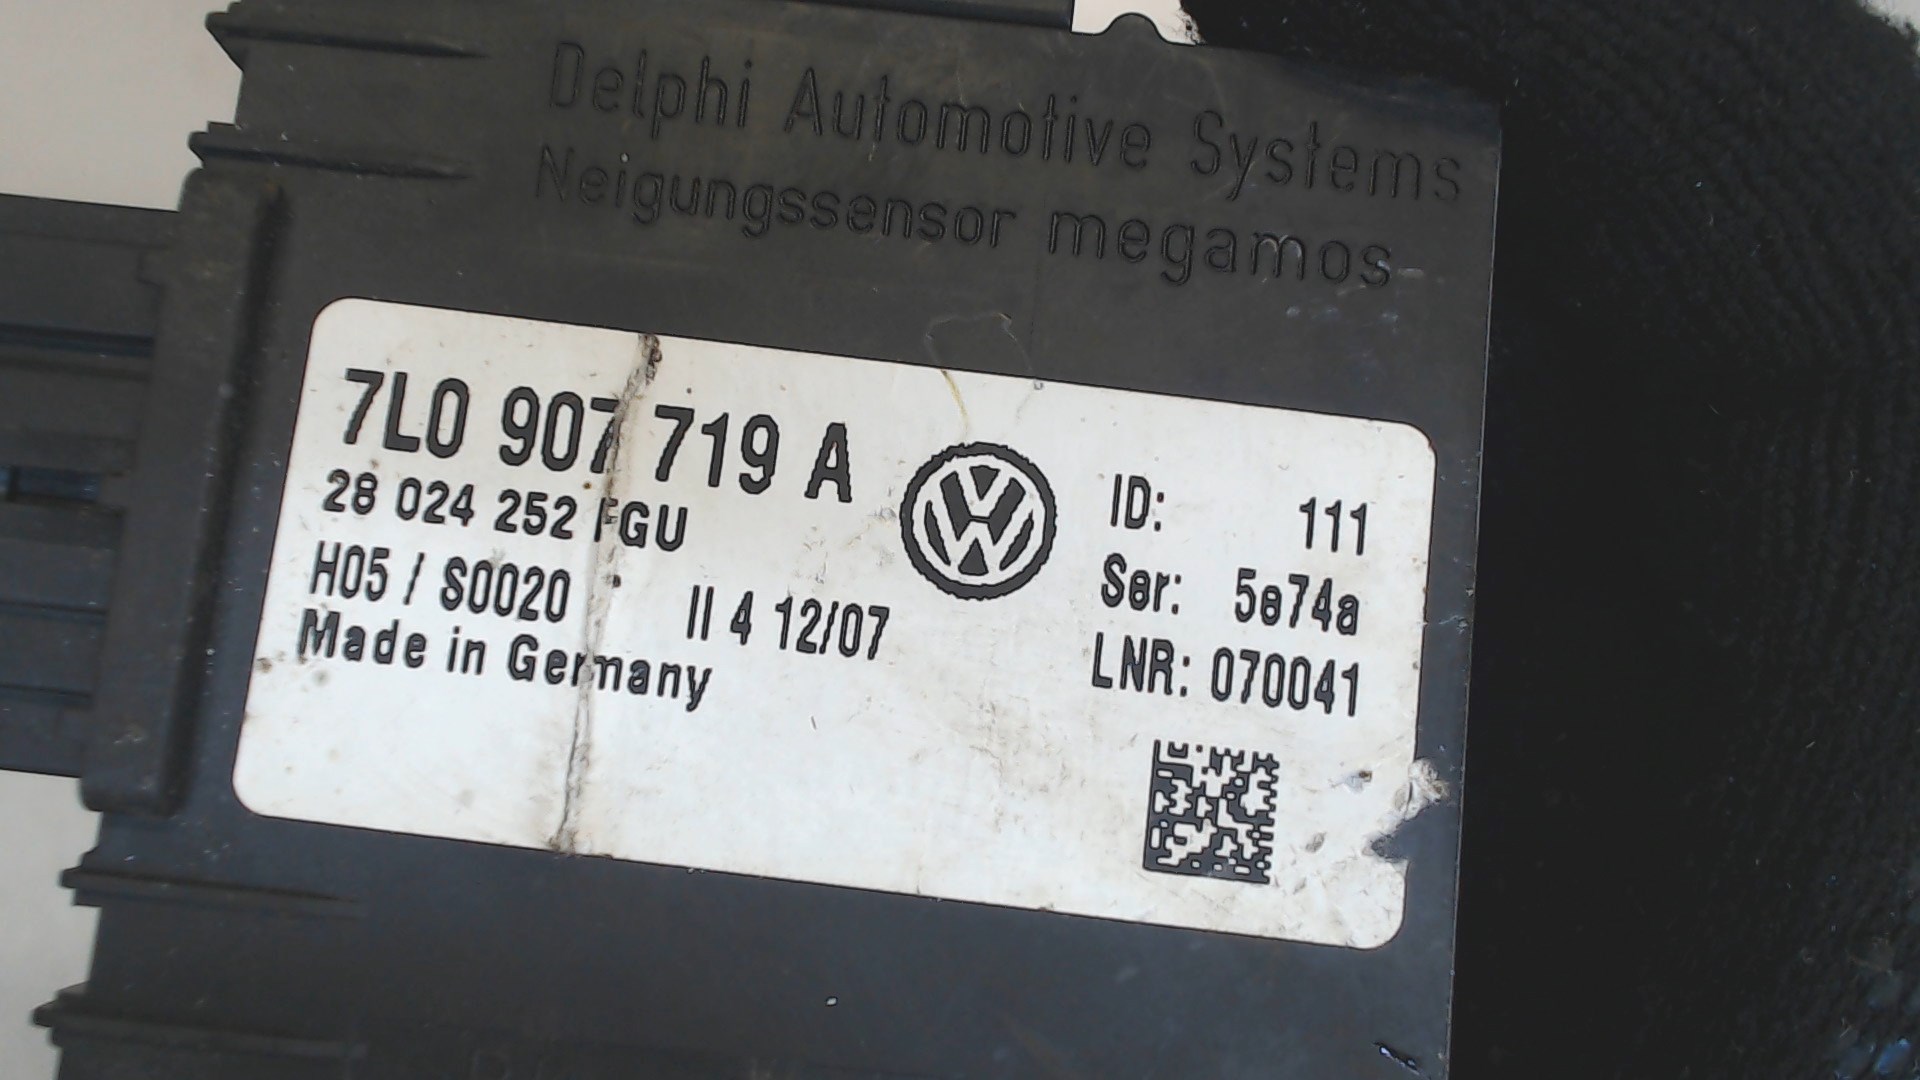 Delphi Automotive Systems
Neigungssensor megamos
7L0 907 719 A
28 024 252 FGU
H05 / S0020 II 4 12/07
Made in Germany
VW
ID: 111
Ser: 5e74a
LNR: 070041